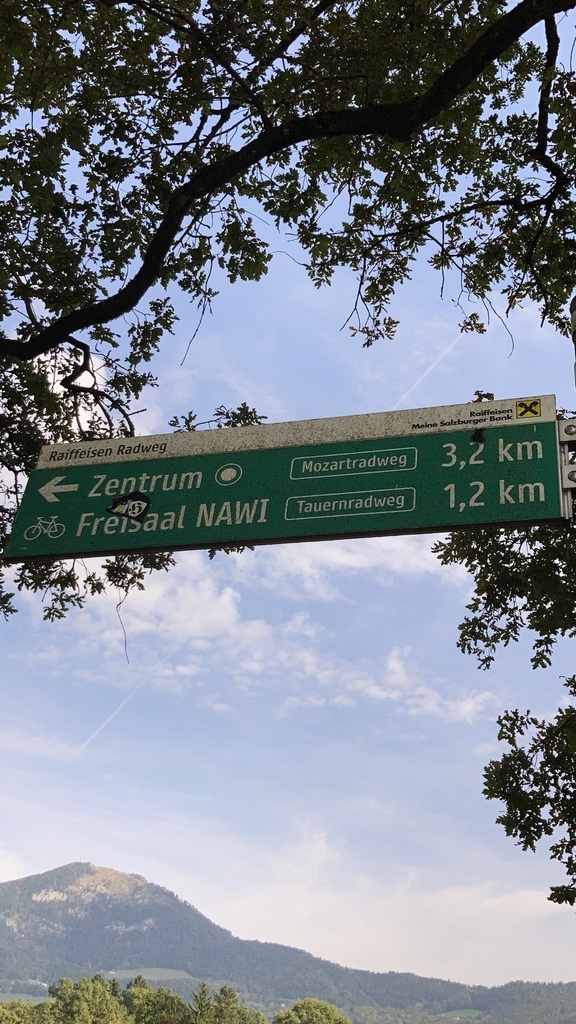 Raiffeisen Radweg
Raiffeisen
Meine Salzburger Bank
Zentrum Mozartradweg 3,2 km
Freisaal NAWI Tauernradweg 1,2 km